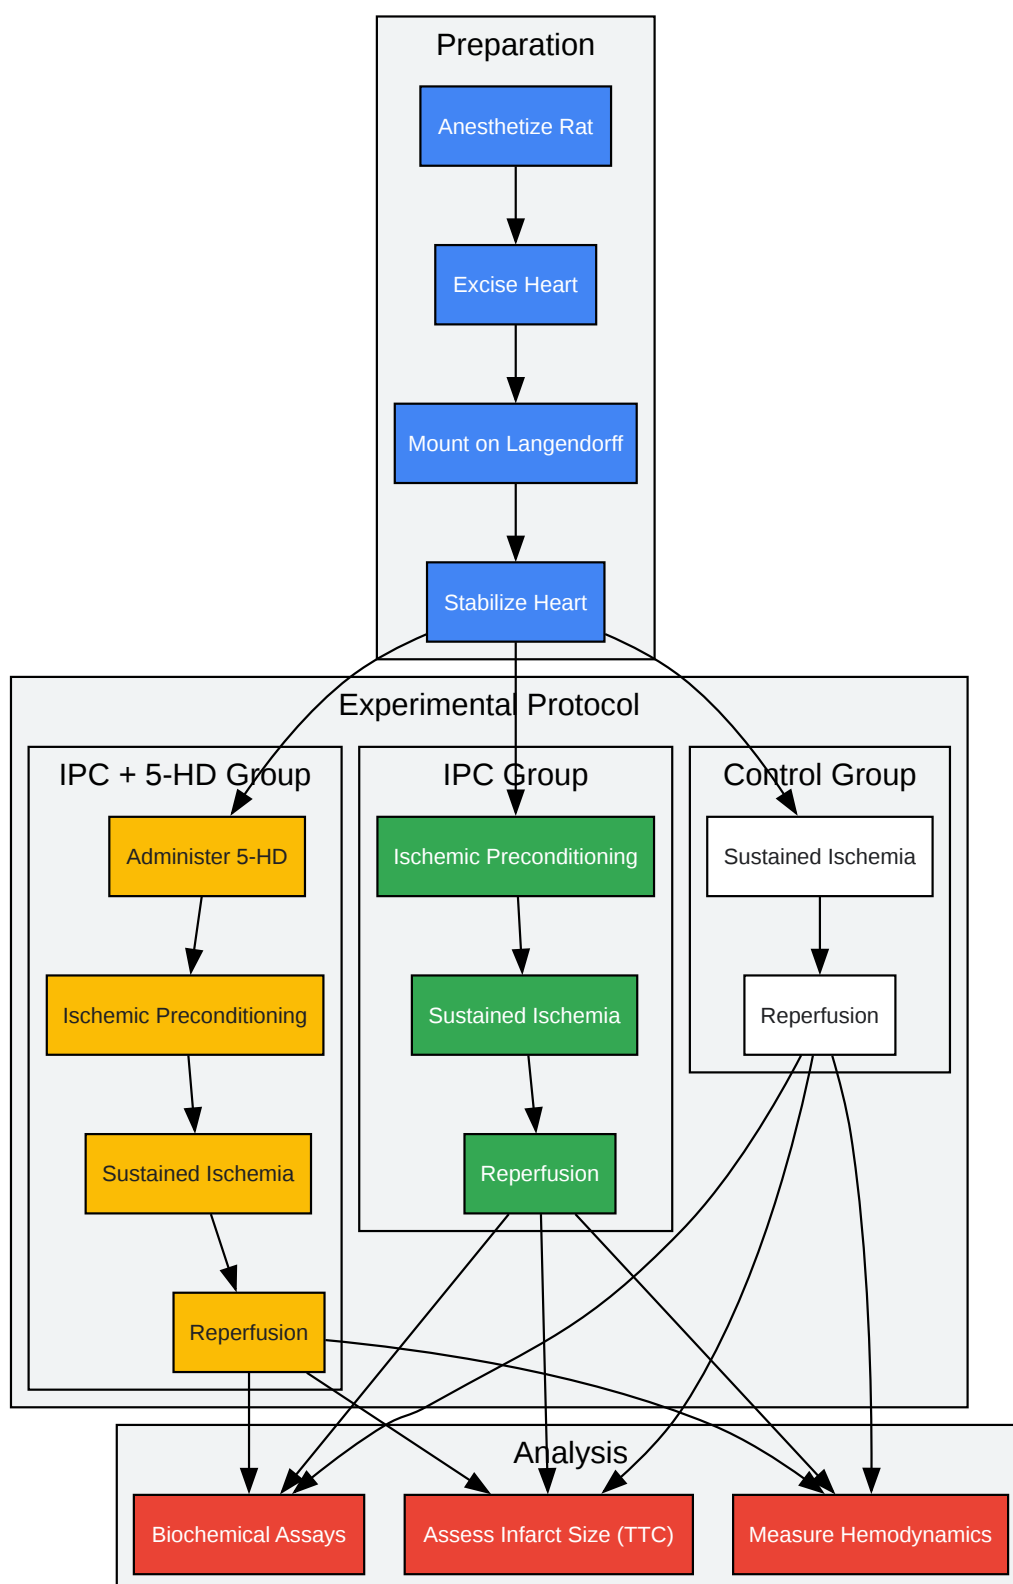 Preparation
Anesthetize Rat
Excise Heart
Mount on Langendorff
Stabilize Heart
Experimental Protocol
IPC + 5-HD Group
Administer 5-HD
Ischemic Preconditioning
Sustained Ischemia
Reperfusion
IPC Group
Ischemic Preconditioning
Sustained Ischemia
Reperfusion
Control Group
Sustained Ischemia
Reperfusion
Analysis
Biochemical Assays
Assess Infarct Size (TTC)
Measure Hemodynamics